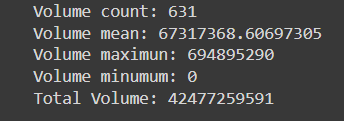 Volume count: 631
Volume mean: 67317368.60697305
Volume maximun: 694895290
Volume minumum: 0
Total Volume: 42477259591